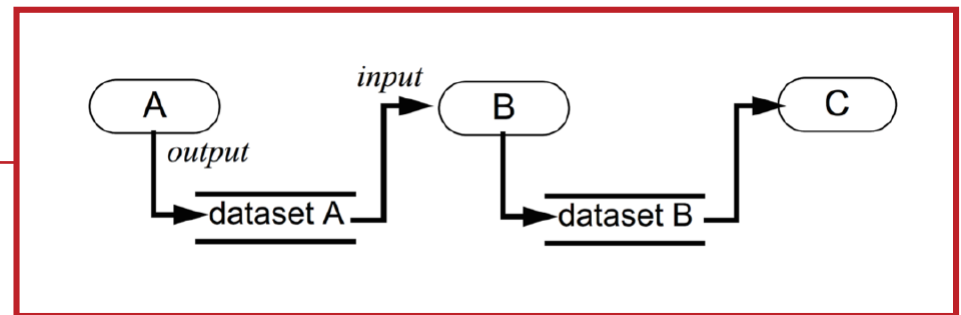 input
A
B
C
output
dataset A
dataset B